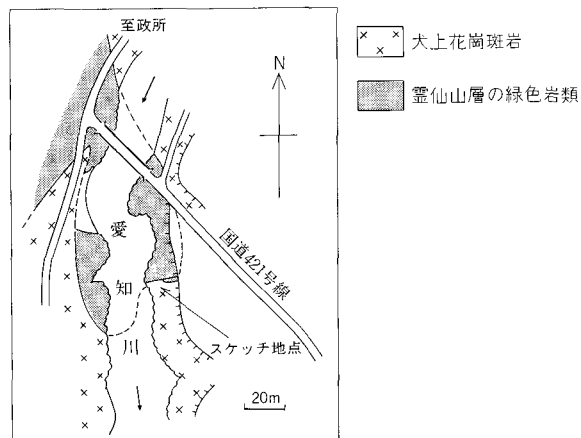 至政所
N
愛
知
川
国道421号線
スケッチ地点
20m
犬上花崗斑岩
霊仙山層の緑色岩類